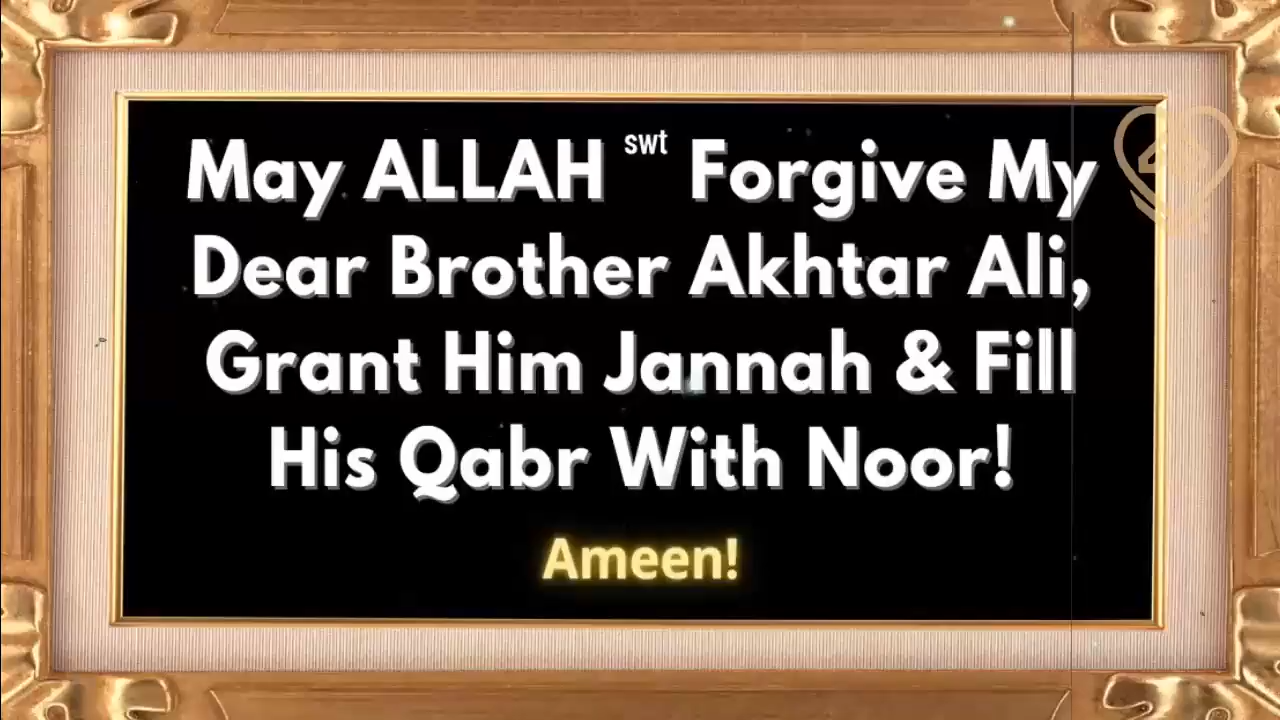 May ALLAH swt Forgive My
Dear Brother Akhtar Ali,
Grant Him Jannah & Fill
His Qabr With Noor!
Ameen!